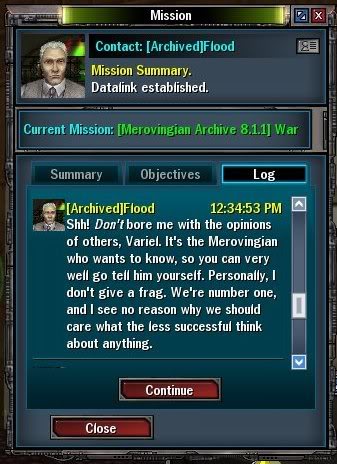 Mission
Contact: [Archived]Flood
Mission Summary.
Datalink established.
Current Mission: [Merovingian Archive 8.1.1] War
Summary
Objectives
Log
[Archived]Flood 12:34:53 PM
Shh! Don't bore me with the opinions
of others, Variel. It's the Merovingian
who wants to know, so you can very
well go tell him yourself. Personally, I
don't give a frag. We're number one,
and I see no reason why we should
care what the less successful think
about anything.
Continue
Close